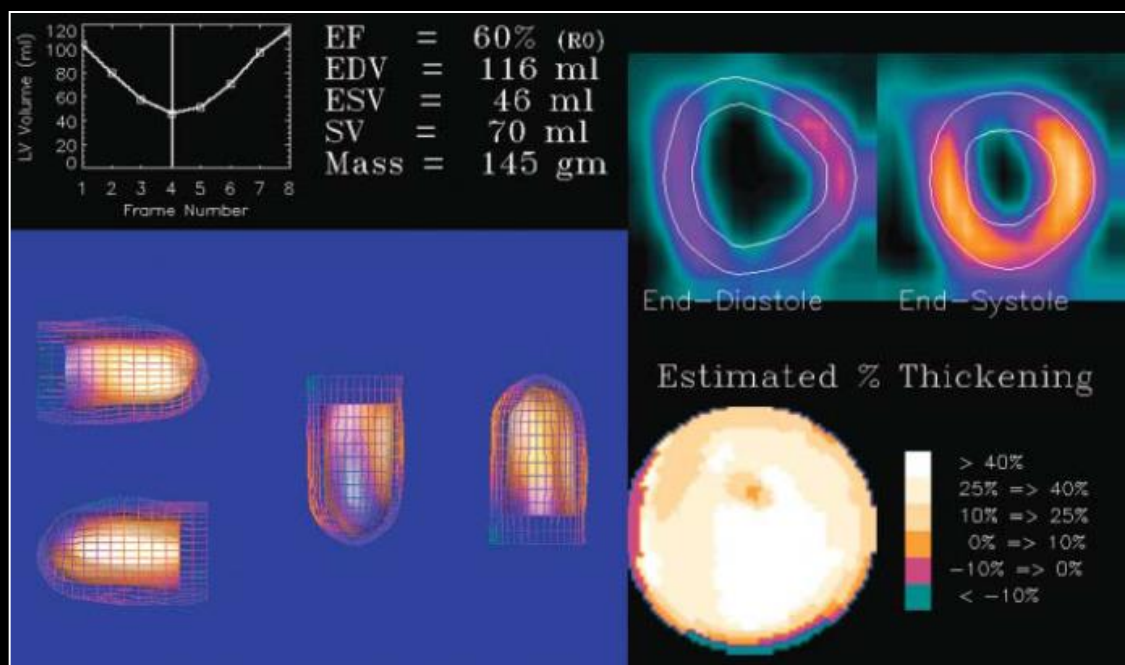 120
100
80
60
40
20
0
LV Volume (ml)
1 2 3 4 5 6 7 8
Frame Number
EF = 60% (R0)
EDV = 116 ml
ESV = 46 ml
SV = 70 ml
Mass = 145 gm
End-Diastole
End-Systole
Estimated % Thickening
> 40%
25% => 40%
10% => 25%
0% => 10%
-10% => 0%
< -10%